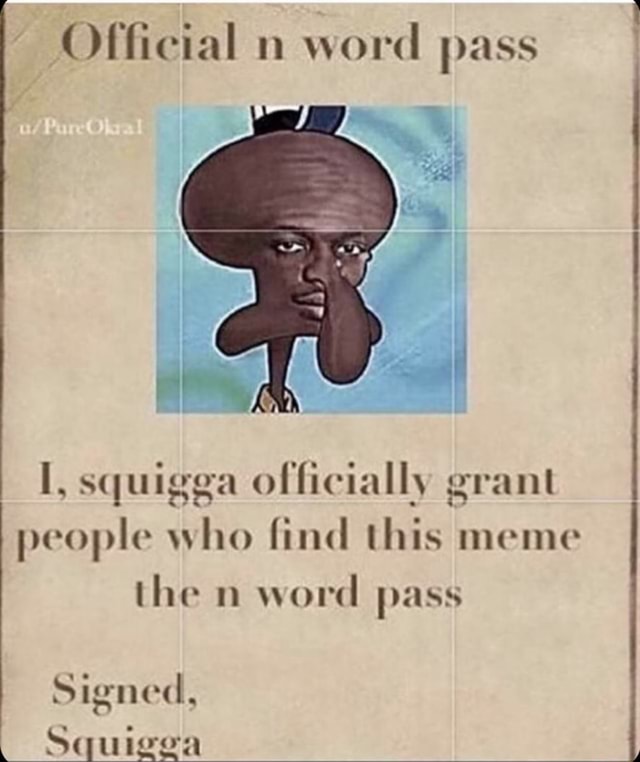 Official n word pass
u/PureOkra1
I, squigga officially grant
people who find this meme
the n word pass
Signed,
Squigga